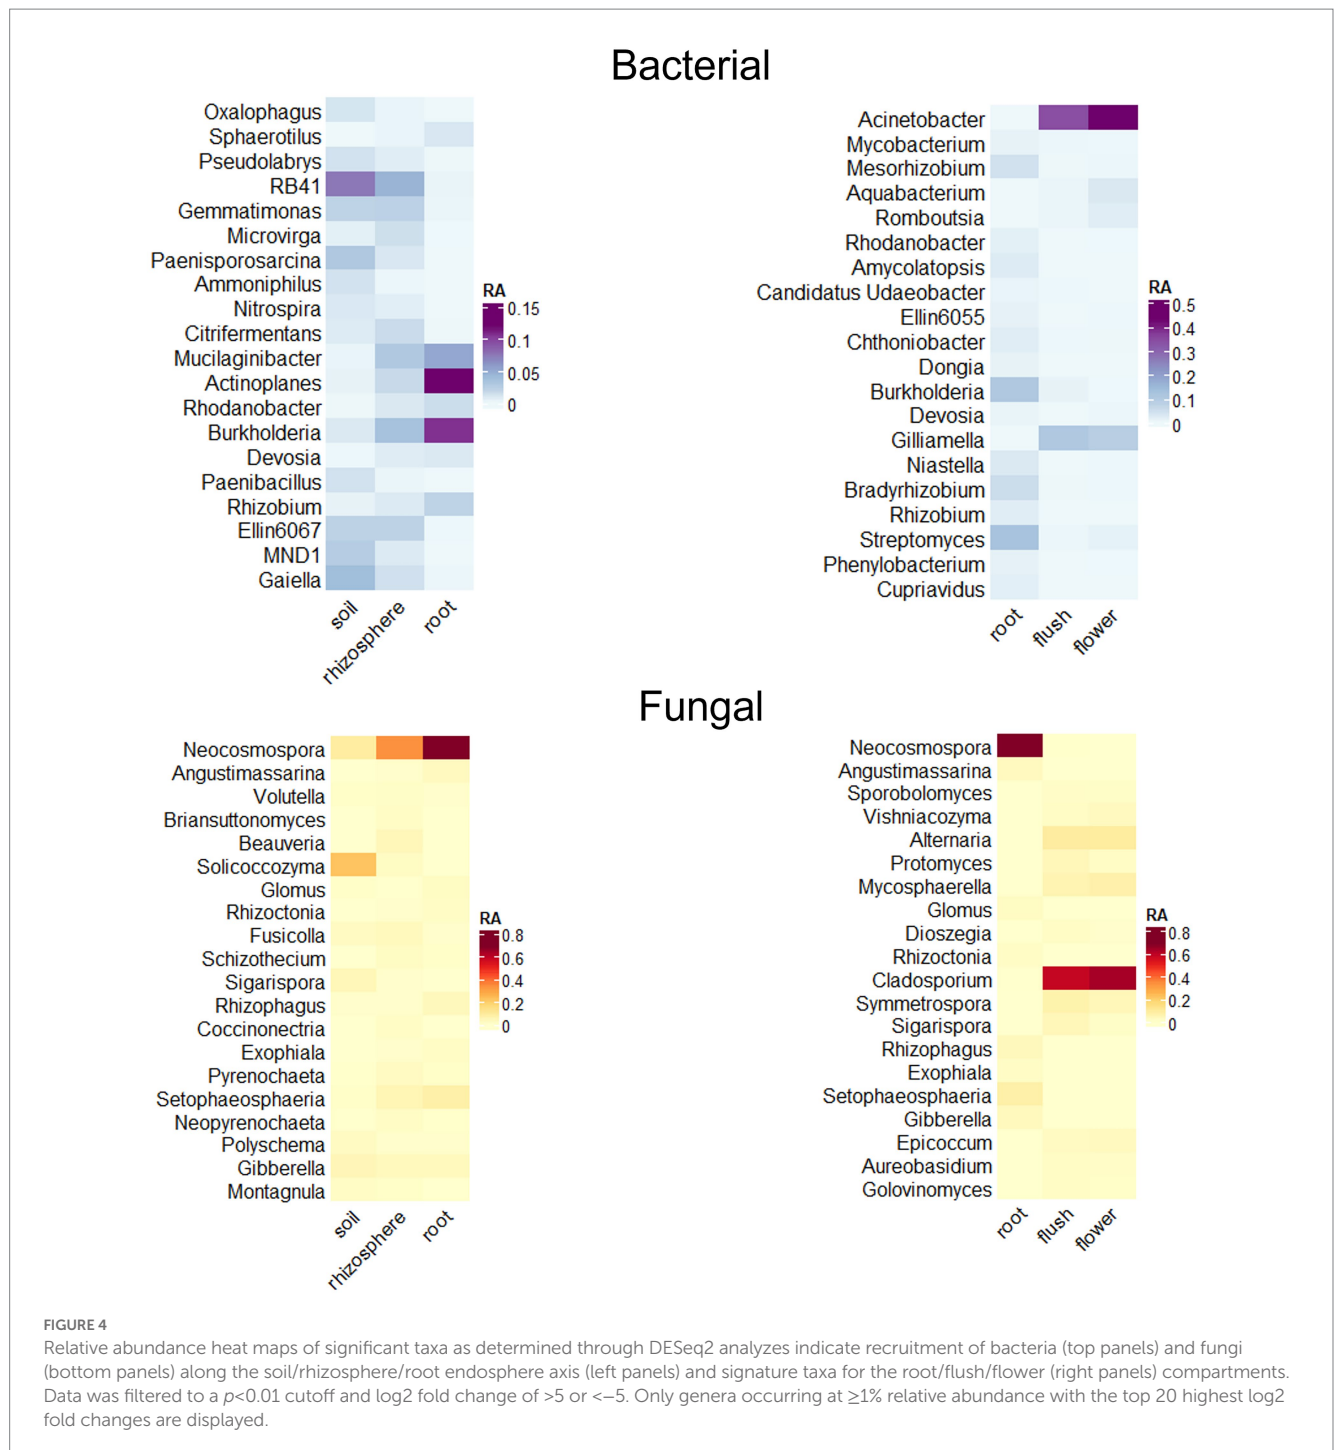 Bacterial
Oxalophagus
Sphaerotilus
Pseudolabrys
RB41
Gemmatimonas
Microvirga
Paenisporosarcina
Ammoniphilus
Nitrospira
Citrifermentans
Mucilaginibacter
Actinoplanes
Rhodanobacter
Burkholderia
Devosia
Paenibacillus
Rhizobium
Ellin6067
MND1
Gaiella
soil
rhizosphere
root
RA
0.15
0.1
0.05
0
Acinetobacter
Mycobacterium
Mesorhizobium
Aquabacterium
Romboutsia
Rhodanobacter
Amycolatopsis
Candidatus Udaeobacter
Ellin6055
Chthoniobacter
Dongia
Burkholderia
Devosia
Gilliamella
Niastella
Bradyrhizobium
Rhizobium
Streptomyces
Phenylobacterium
Cupriavidus
root
flush
flower
RA
0.5
0.4
0.3
0.2
0.1
0
Fungal
Neocosmospora
Angustimassarina
Volutella
Briansuttonomyces
Beauveria
Solicoccozyma
Glomus
Rhizoctonia
Fusicolla
Schizothecium
Sigarispora
Rhizophagus
Coccinonectria
Exophiala
Pyrenochaeta
Setophaeosphaeria
Neopyrenochaeta
Polyschema
Gibberella
Montagnula
soil
rhizosphere
root
RA
0.8
0.6
0.4
0.2
0
Neocosmospora
Angustimassarina
Sporobolomyces
Vishniacozyma
Alternaria
Protomyces
Mycosphaerella
Glomus
Dioszegia
Rhizoctonia
Cladosporium
Symmetrospora
Sigarispora
Rhizophagus
Exophiala
Setophaeosphaeria
Gibberella
Epicoccum
Aureobasidium
Golovinomyces
root
flush
flower
RA
0.8
0.6
0.4
0.2
0
FIGURE 4
Relative abundance heat maps of significant taxa as determined through DESeq2 analyzes indicate recruitment of bacteria (top panels) and fungi
(bottom panels) along the soil/rhizosphere/root endosphere axis (left panels) and signature taxa for the root/flush/flower (right panels) compartments.
Data was filtered to a p<0.01 cutoff and log2 fold change of >5 or <−5. Only genera occurring at ≥1% relative abundance with the top 20 highest log2
fold changes are displayed.